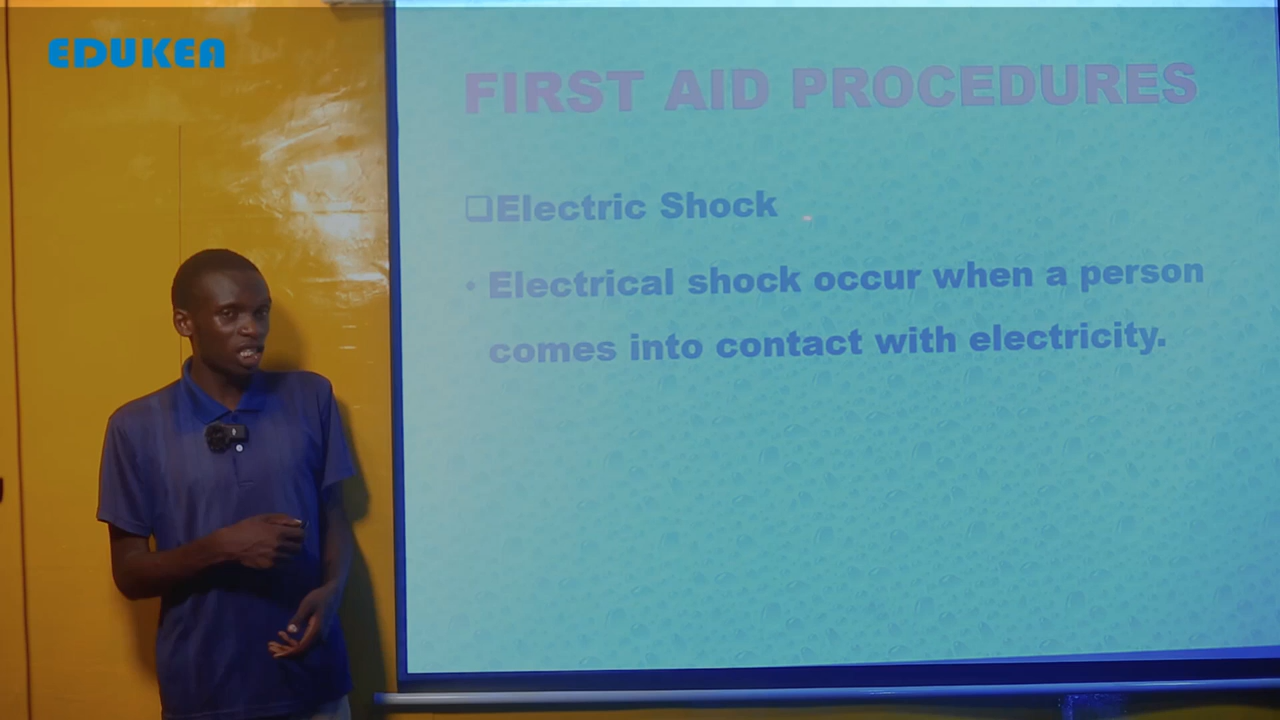 EDUKEA
FIRST AID PROCEDURES
❑Electric Shock
• Electrical shock occur when a person
comes into contact with electricity.